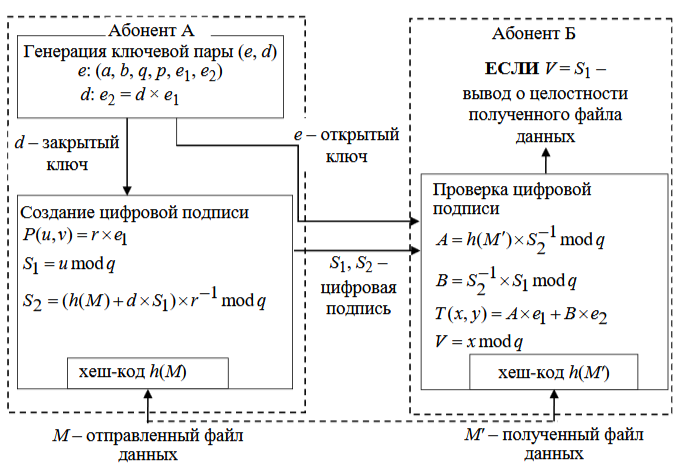 Абонент А
Генерация ключевой пары (e, d)
e: (a, b, q, p, e₁, e₂)
d: e₂ = d × e₁
d – закрытый
ключ
e – открытый
ключ
Создание цифровой подписи
P(u,v) = r × e₁
S₁ = u mod q
S₂ = (h(M) + d × S₁) × r⁻¹ mod q
хеш-код h(M)
S₁, S₂ –
цифровая
подпись
M – отправленный файл
данных
Абонент Б
ЕСЛИ V = S₁ –
вывод о целостности
полученного файла
данных
Проверка цифровой
подписи
A = h(M′) × S₂⁻¹ mod q
B = S₂⁻¹ × S₁ mod q
T(x, y) = A × e₁ + B × e₂
V = x mod q
хеш-код h(M′)
M′ – полученный файл
данных